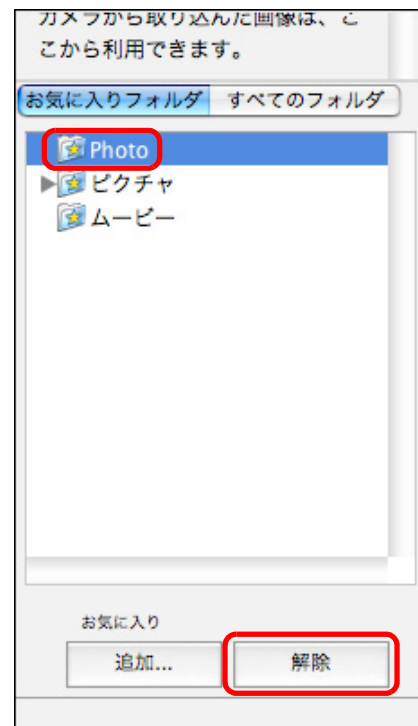 カメラから取り込んだ画像は、こ
こから利用できます。
お気に入りフォルダ すべてのフォルダ
Photo
ピクチャ
ムービー
お気に入り
追加... 解除